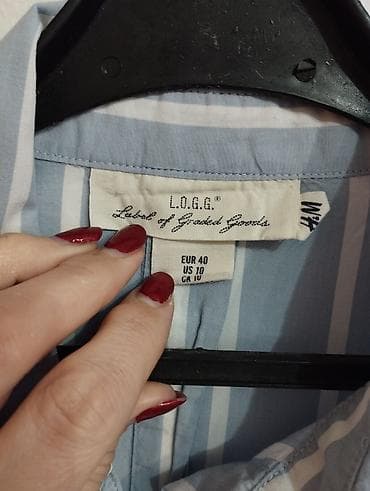 L.O.G.G.®
Label of Graded Goods
H&M
EUR 40
US 10
CA 10